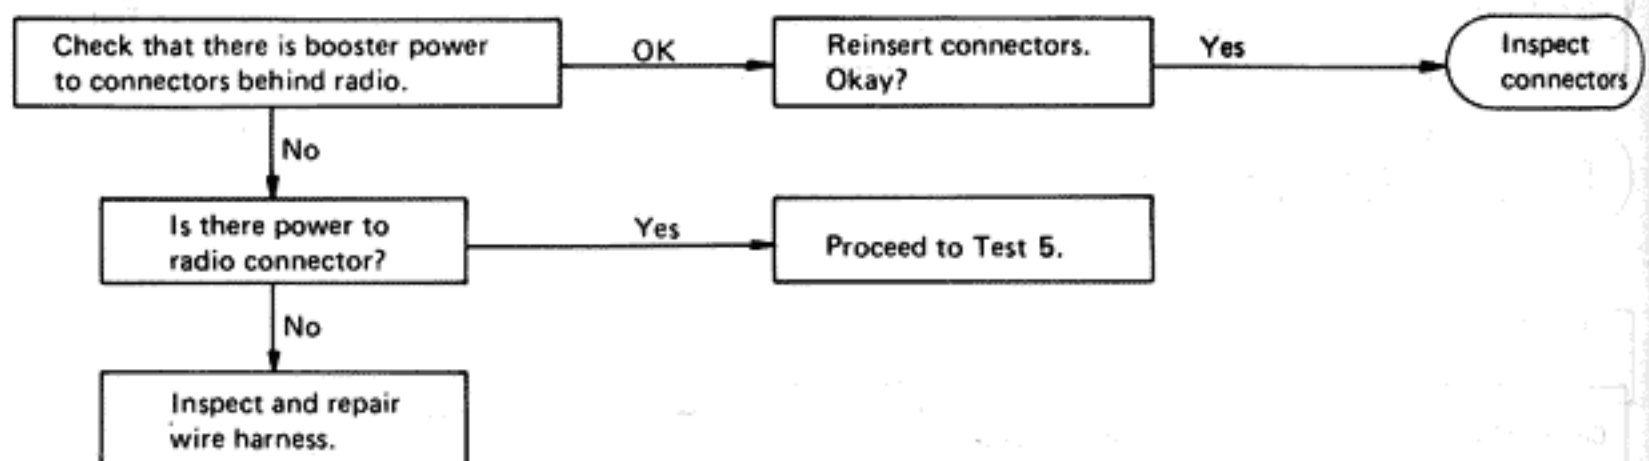 Check that there is booster power
to connectors behind radio.
OK
Reinsert connectors.
Okay?
Yes
Inspect
connectors
No
Is there power to
radio connector?
Yes
Proceed to Test 5.
No
Inspect and repair
wire harness.